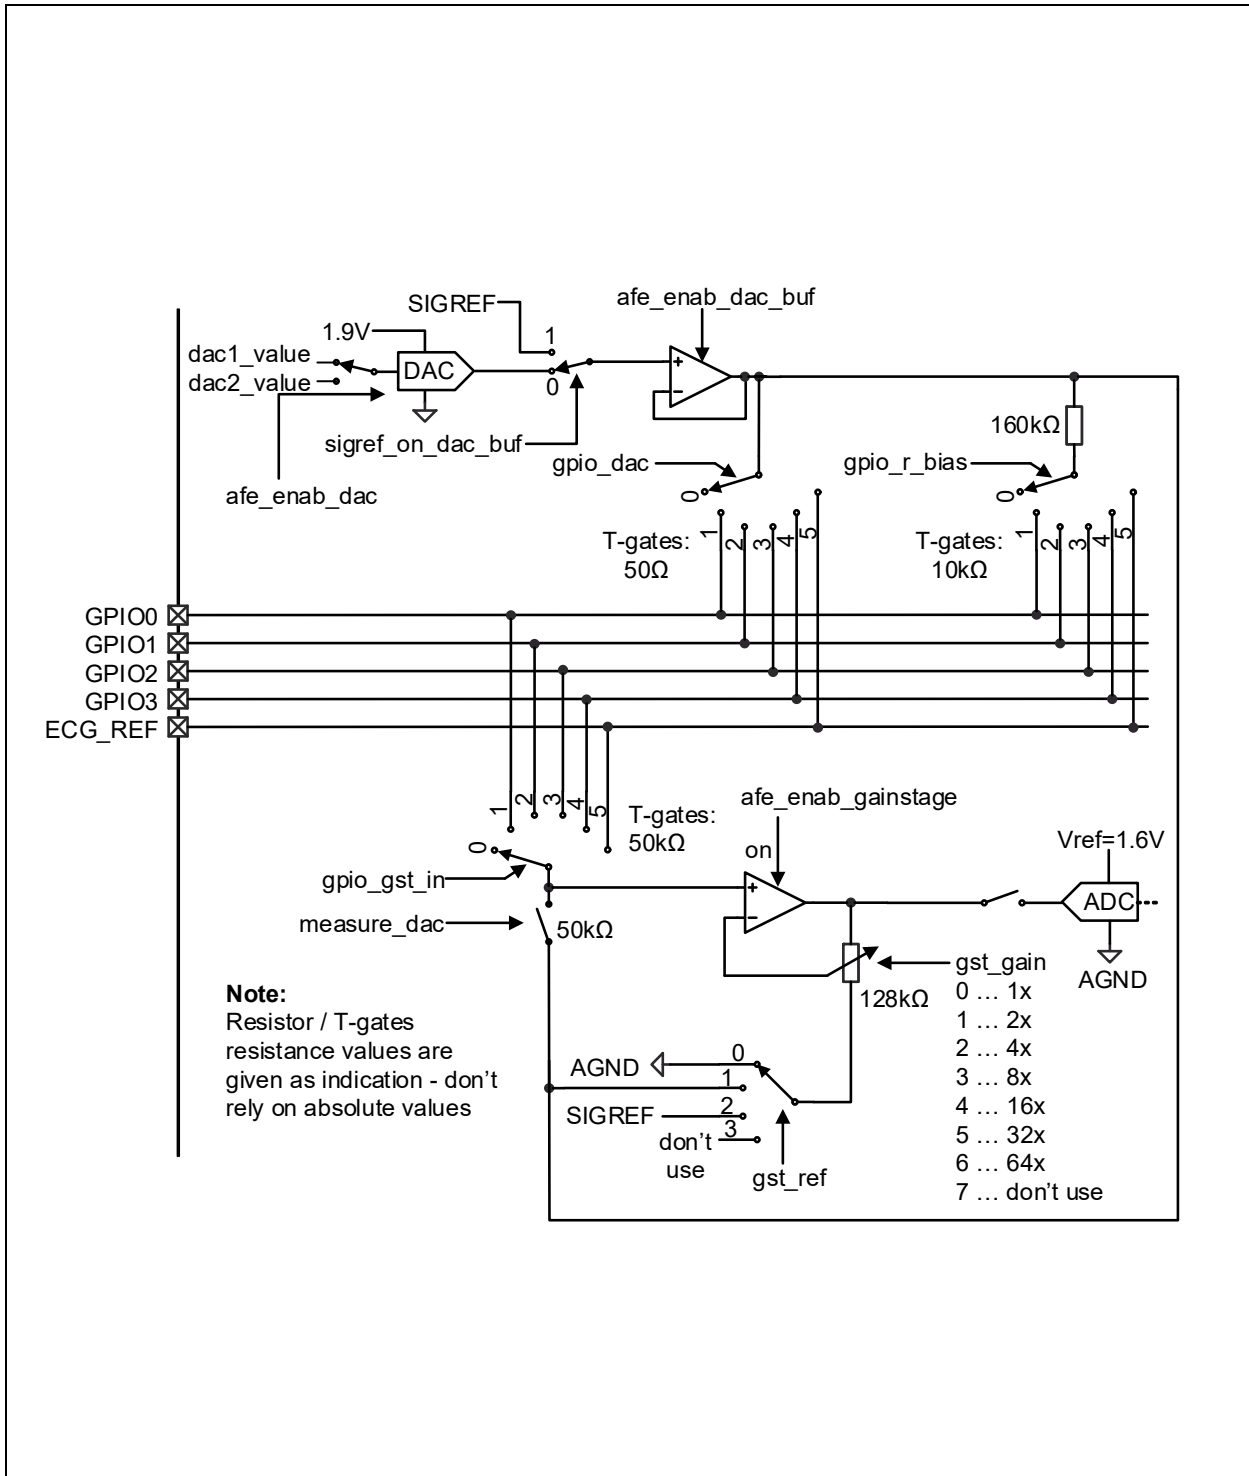 afe_enab_dac_buf
SIGREF
1
1.9V
dac1_value
DAC
+
dac2_value
0
−
160kΩ
sigref_on_dac_buf
gpio_dac
gpio_r_bias
afe_enab_dac
0
0
T-gates:
50Ω
1
2
3
4
5
T-gates:
10kΩ
1
2
3
4
5
GPIO0
GPIO1
GPIO2
GPIO3
ECG_REF
1
2
3
4
5
T-gates:
50kΩ
afe_enab_gainstage
0
on
Vref=1.6V
gpio_gst_in
+
−
ADC
measure_dac
50kΩ
AGND
128kΩ
gst_gain
0 ... 1x
1 ... 2x
2 ... 4x
3 ... 8x
4 ... 16x
5 ... 32x
6 ... 64x
7 ... don't use
Note:
Resistor / T-gates
resistance values are
given as indication - don't
rely on absolute values
AGND
0
1
SIGREF
2
don't
use
3
gst_ref